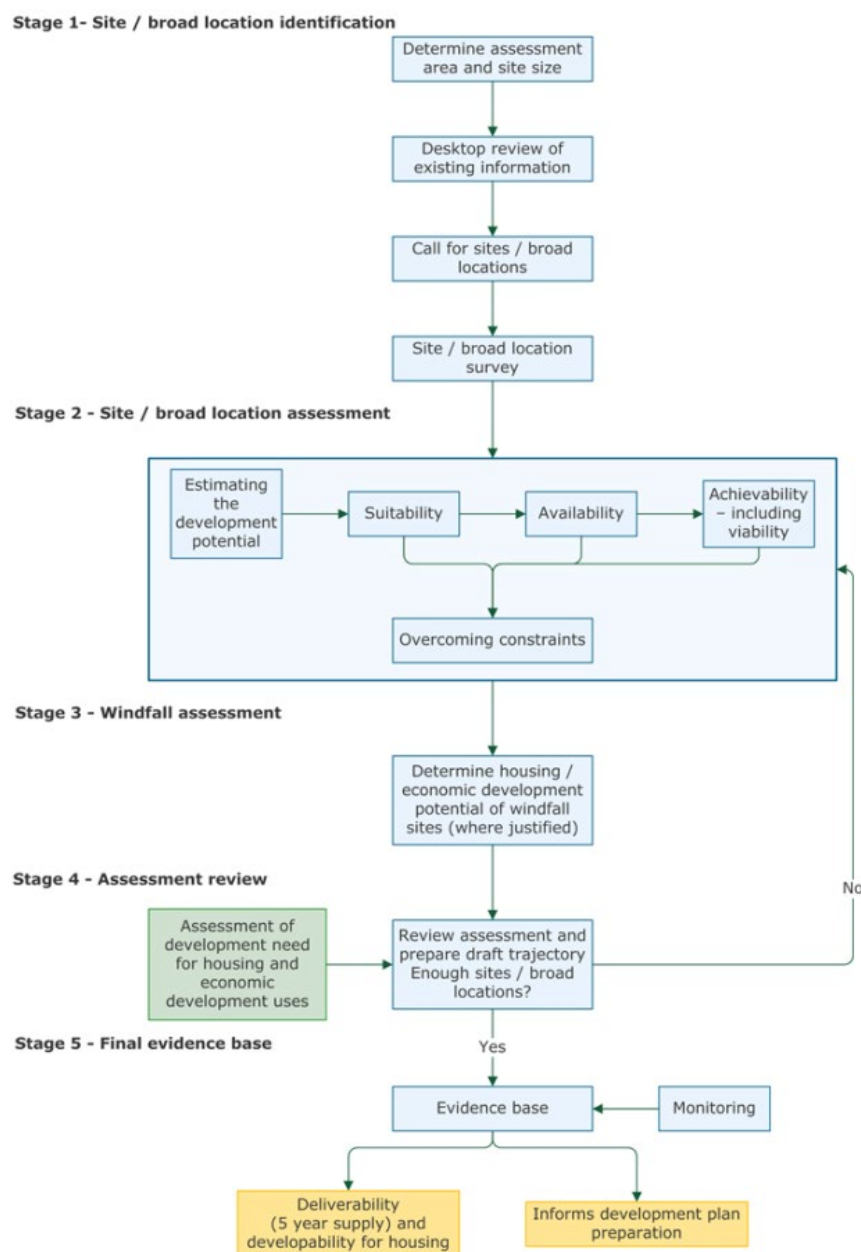 Stage 1- Site / broad location identification
Determine assessment
area and site size
Desktop review of
existing information
Call for sites / broad
locations
Site / broad location
survey
Stage 2 - Site / broad location assessment
Estimating
the
development
potential
Suitability
Availability
Achievability
– including
viability
Overcoming constraints
Stage 3 - Windfall assessment
Determine housing /
economic development
potential of windfall
sites (where justified)
Stage 4 - Assessment review
No
Assessment of
development need
for housing and
economic
development uses
Review assessment and
prepare draft trajectory
Enough sites / broad
locations?
Stage 5 - Final evidence base
Yes
Evidence base
Monitoring
Deliverability
(5 year supply) and
developability for housing
Informs development plan
preparation